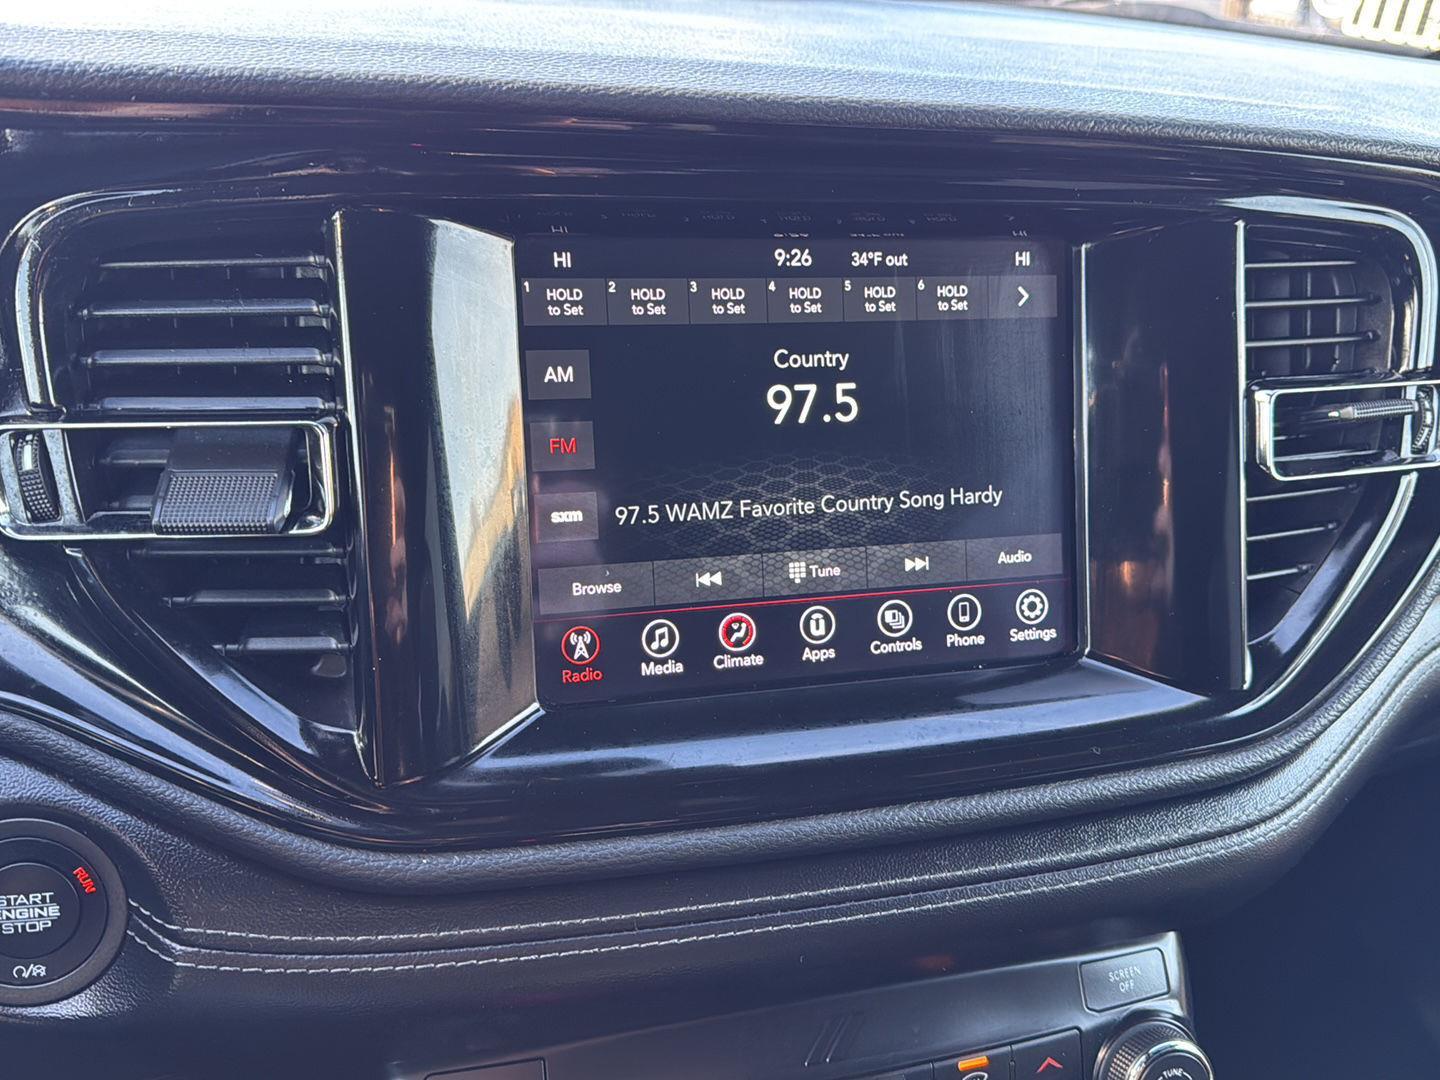 HI 9:26 34°F out HI
1 HOLD to Set 2 HOLD to Set 3 HOLD to Set 4 HOLD to Set 5 HOLD to Set 6 HOLD to Set
Country
AM
97.5
FM
sxm 97.5 WAMZ Favorite Country Song Hardy
Browse Tune Audio
Radio Media Climate Apps Controls Phone Settings
RUN
START
ENGINE
STOP
SCREEN
OFF
TUNE